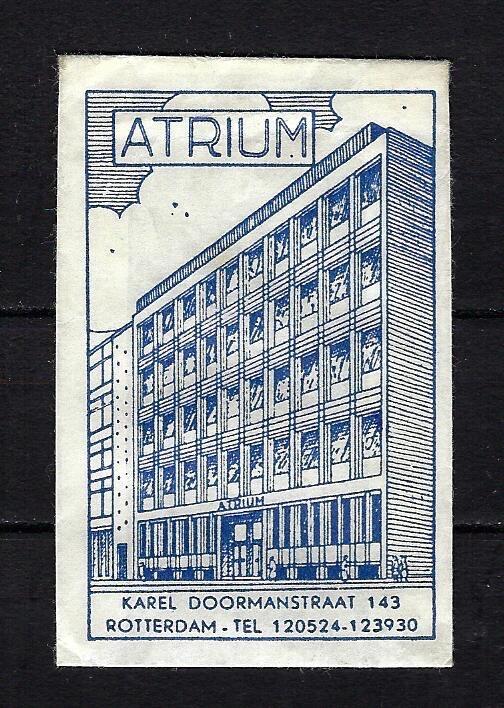 ATRIUM
ATRIUM
KAREL DOORMANSTRAAT 143
ROTTERDAM - TEL 120524-123930